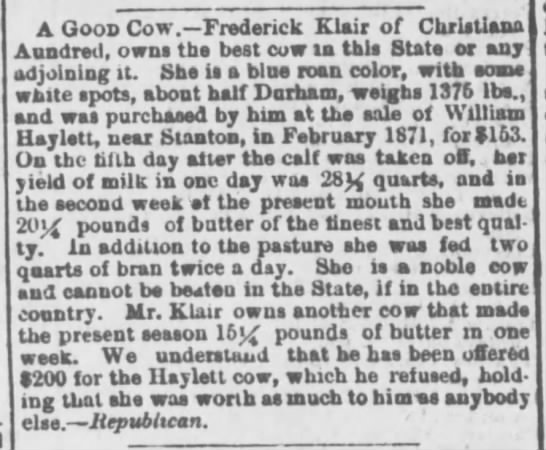 A GOOD COW.—Frederick Klair of Christiana
Aundred, owns the best cow in this State or any
adjoining it. She is a blue roan color, with some
white spots, about half Durham, weighs 1375 lbs.,
and was purchased by him at the sale of William
Haylett, near Stanton, in February 1871, for $153.
On the fifth day after the calf was taken off, her
yield of milk in one day was 28½ quarts, and in
the second week of the present mouth she made
20¼ pounds of butter of the finest and best qual-
ty. In addition to the pasture she was fed two
quarts of bran twice a day. She is a noble cow
and cannot be beaten in the State, if in the entire
country. Mr. Klair owns another cow that made
the present season 15¼ pounds of butter in one
week. We understand that he has been offered
$200 for the Haylett cow, which he refused, hold-
ing that she was worth as much to him as anybody
else.—Republican.